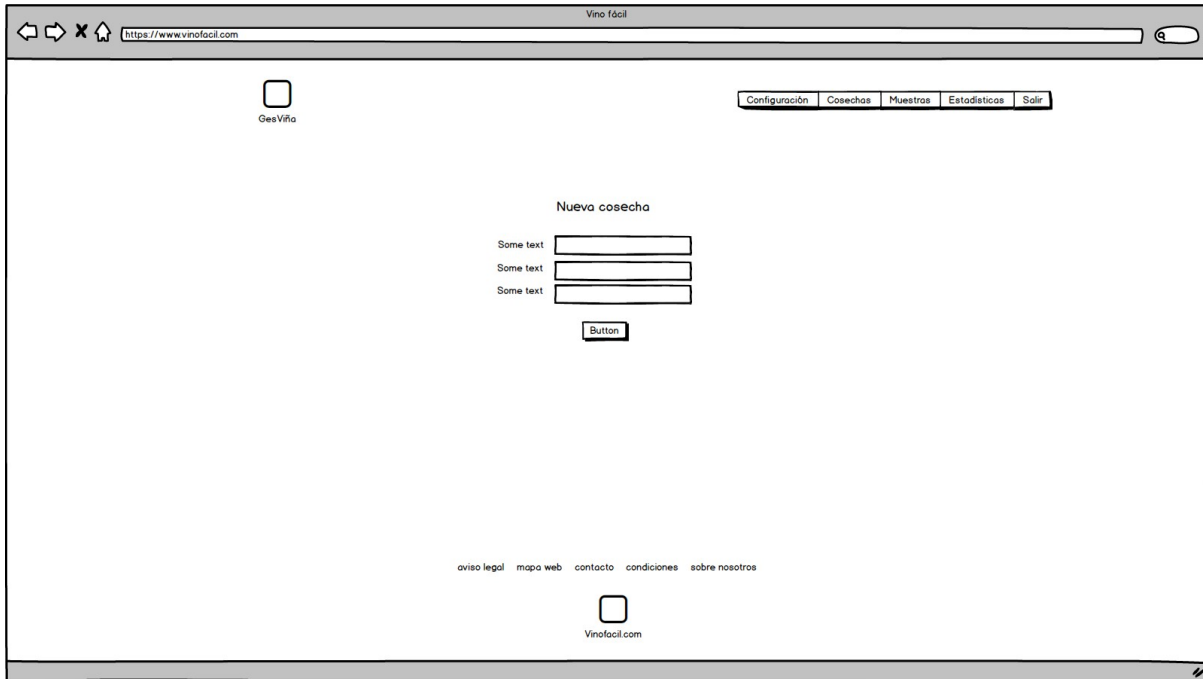 Vino fácil
https://www.vinofacil.com
GesViña
Configuración Cosechas Muestras Estadísticas Salir
Nueva cosecha
Some text
Some text
Some text
Button
aviso legal mapa web contacto condiciones sobre nosotros
Vinofacil.com